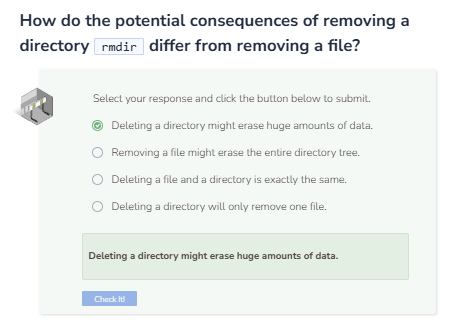 How do the potential consequences of removing a
directory rmdir differ from removing a file?
Select your response and click the button below to submit.
Deleting a directory might erase huge amounts of data.
Removing a file might erase the entire directory tree.
Deleting a file and a directory is exactly the same.
Deleting a directory will only remove one file.
Deleting a directory might erase huge amounts of data.
Check It!